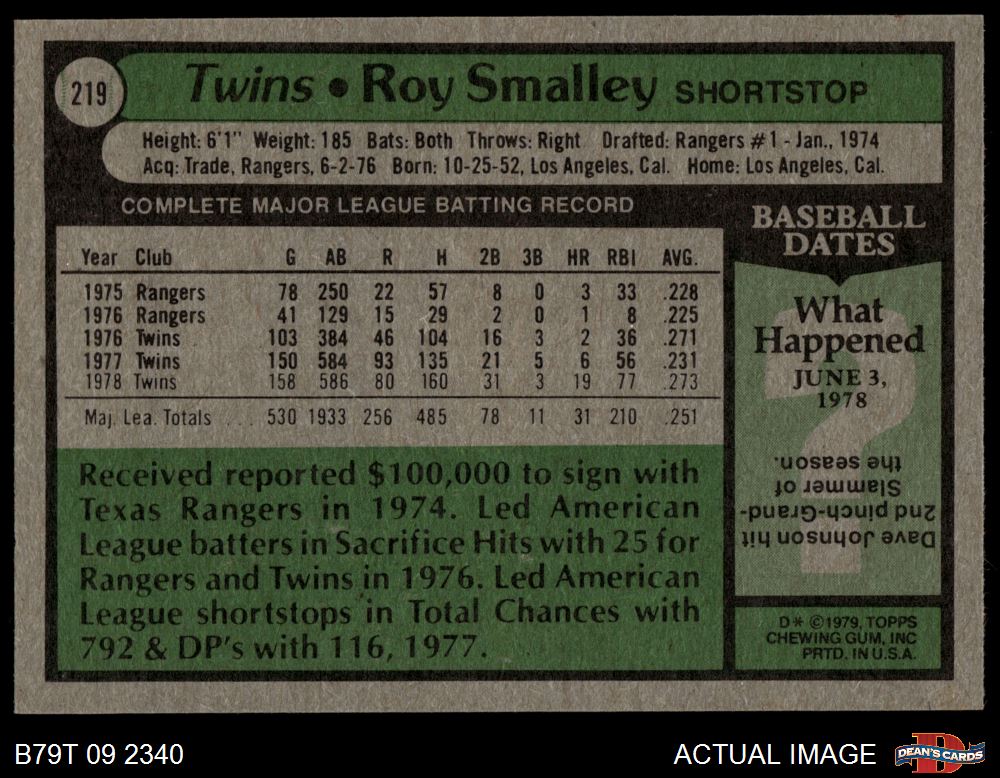 219
Twins • Roy Smalley SHORTSTOP
Height: 6'1" Weight: 185 Bats: Both Throws: Right Drafted: Rangers #1 - Jan., 1974
Acq: Trade, Rangers, 6-2-76 Born: 10-25-52, Los Angeles, Cal. Home: Los Angeles, Cal.
COMPLETE MAJOR LEAGUE BATTING RECORD
Year Club G AB R H 2B 3B HR RBI AVG.
1975 Rangers 78 250 22 57 8 0 3 33 .228
1976 Rangers 41 129 15 29 2 0 1 8 .225
1976 Twins 103 384 46 104 16 3 2 36 .271
1977 Twins 150 584 93 135 21 5 6 56 .231
1978 Twins 158 586 80 160 31 3 19 77 .273
Maj. Lea. Totals . . . 530 1933 256 485 78 11 31 210 .251
Received reported $100,000 to sign with
Texas Rangers in 1974. Led American
League batters in Sacrifice Hits with 25 for
Rangers and Twins in 1976. Led American
League shortstops in Total Chances with
792 & DP's with 116, 1977.
BASEBALL
DATES
What
Happened
JUNE 3,
1978
?
Dave Johnson hit
2nd pinch-Grand-
Slammer of
the season.
D* ©1979, TOPPS
CHEWING GUM, INC
PRTD. IN U.S.A.
B79T 09 2340
ACTUAL IMAGE
DEAN'S CARDS